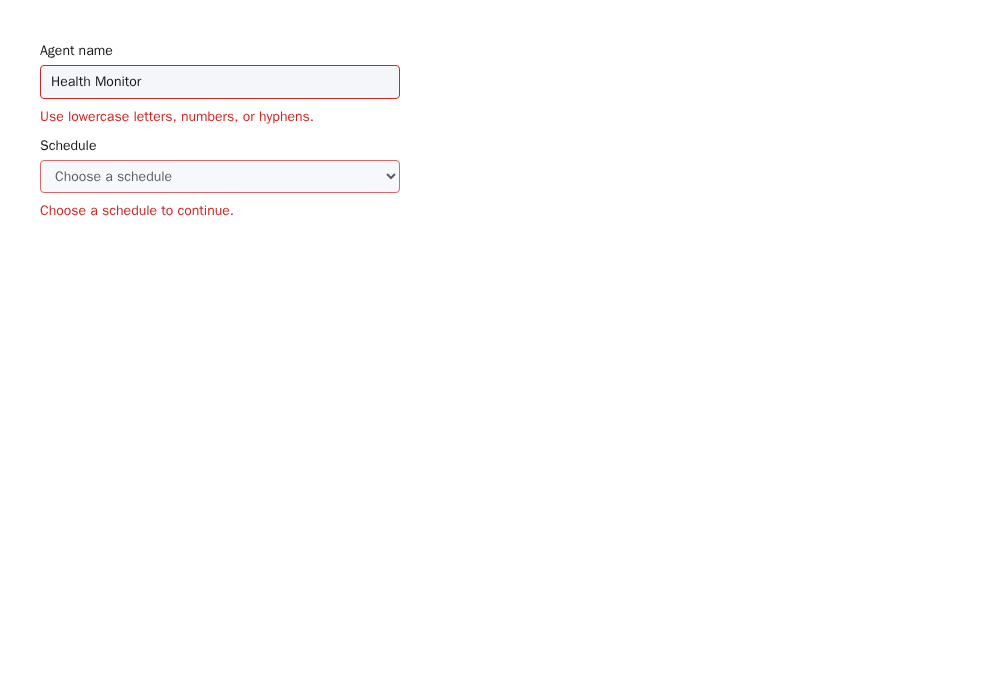 Agent name
Health Monitor
Use lowercase letters, numbers, or hyphens.
Schedule
Choose a schedule
Choose a schedule to continue.